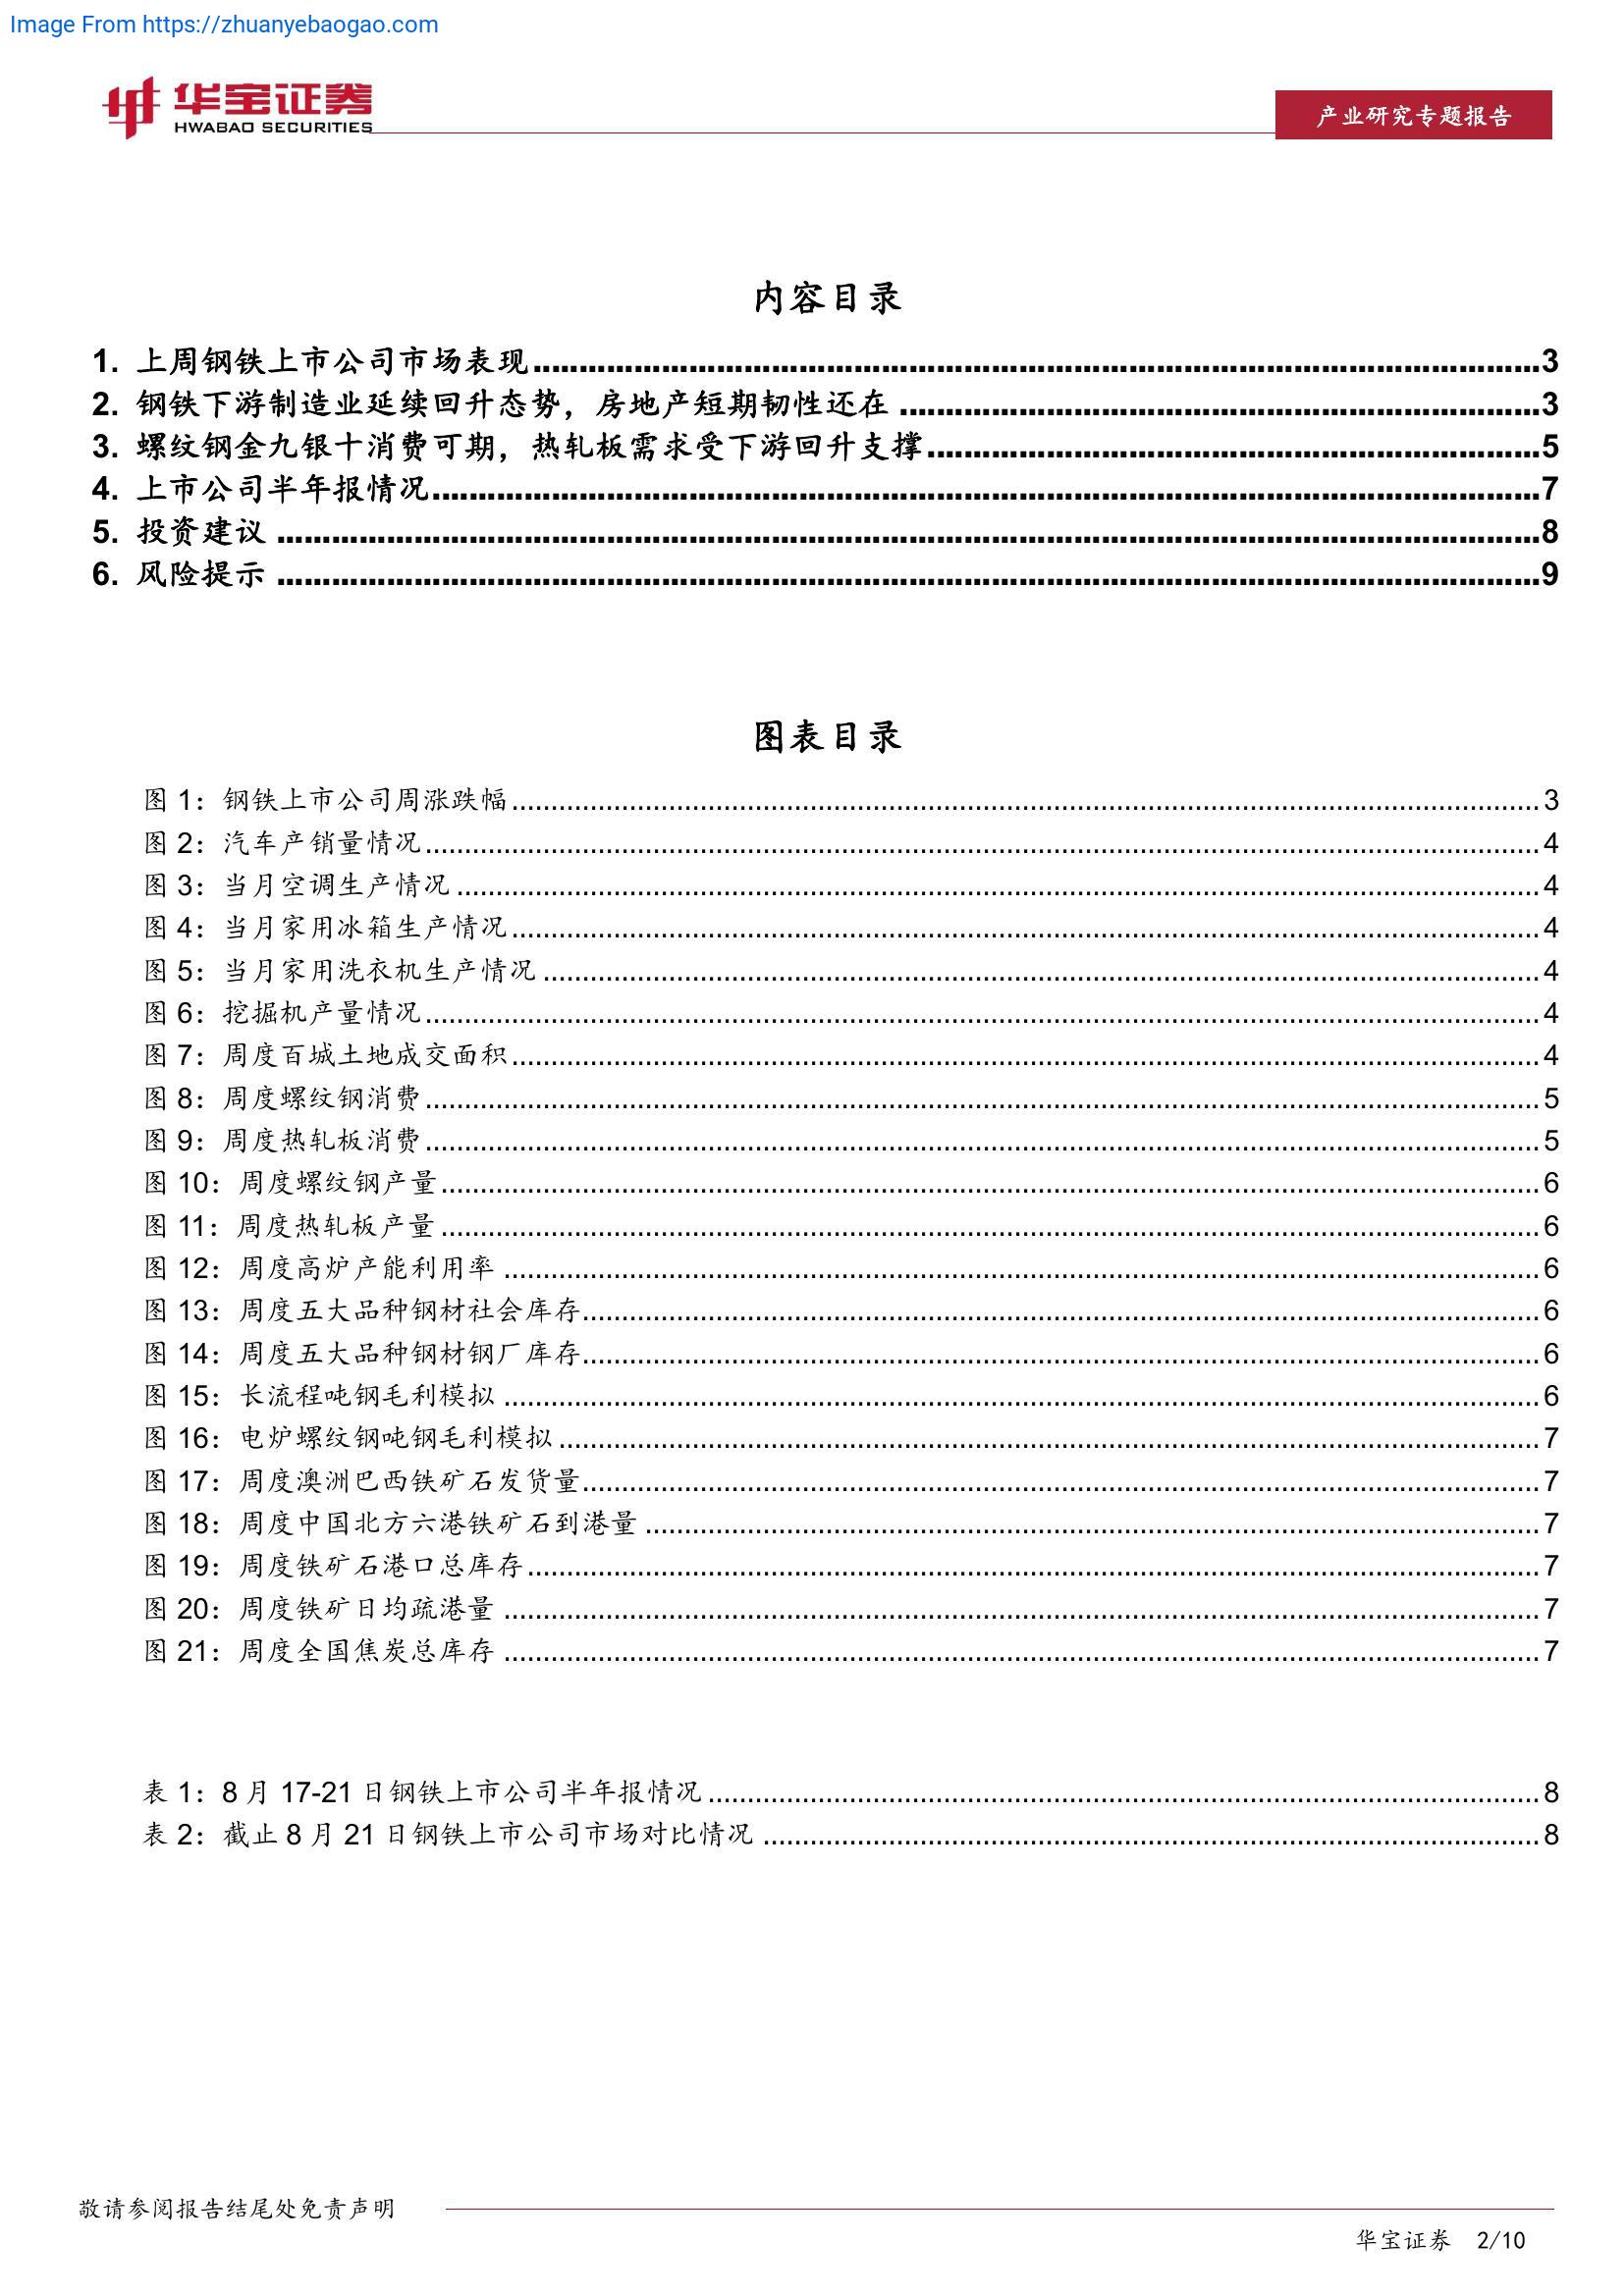 Image From https://zhuanyebaogao.com
华宝证券
HWABAO SECURITIES
产业研究专题报告
内容目录
1. 上周钢铁上市公司市场表现....................3
2. 钢铁下游制造业延续回升态势，房地产短期韧性还在....................3
3. 螺纹钢金九银十消费可期，热轧板需求受下游回升支撑....................5
4. 上市公司半年报情况....................7
5. 投资建议....................8
6. 风险提示....................9
图表目录
图 1：钢铁上市公司周涨跌幅....................3
图 2：汽车产销量情况....................4
图 3：当月空调生产情况....................4
图 4：当月家用冰箱生产情况....................4
图 5：当月家用洗衣机生产情况....................4
图 6：挖掘机产量情况....................4
图 7：周度百城土地成交面积....................4
图 8：周度螺纹钢消费....................5
图 9：周度热轧板消费....................5
图 10：周度螺纹钢产量....................6
图 11：周度热轧板产量....................6
图 12：周度高炉产能利用率....................6
图 13：周度五大品种钢材社会库存....................6
图 14：周度五大品种钢材钢厂库存....................6
图 15：长流程吨钢毛利模拟....................6
图 16：电炉螺纹钢吨钢毛利模拟....................7
图 17：周度澳洲巴西铁矿石发货量....................7
图 18：周度中国北方六港铁矿石到港量....................7
图 19：周度铁矿石港口总库存....................7
图 20：周度铁矿日均疏港量....................7
图 21：周度全国焦炭总库存....................7
表 1：8 月 17-21 日钢铁上市公司半年报情况....................8
表 2：截止 8 月 21 日钢铁上市公司市场对比情况....................8
敬请参阅报告结尾处免责声明
华宝证券 2/10